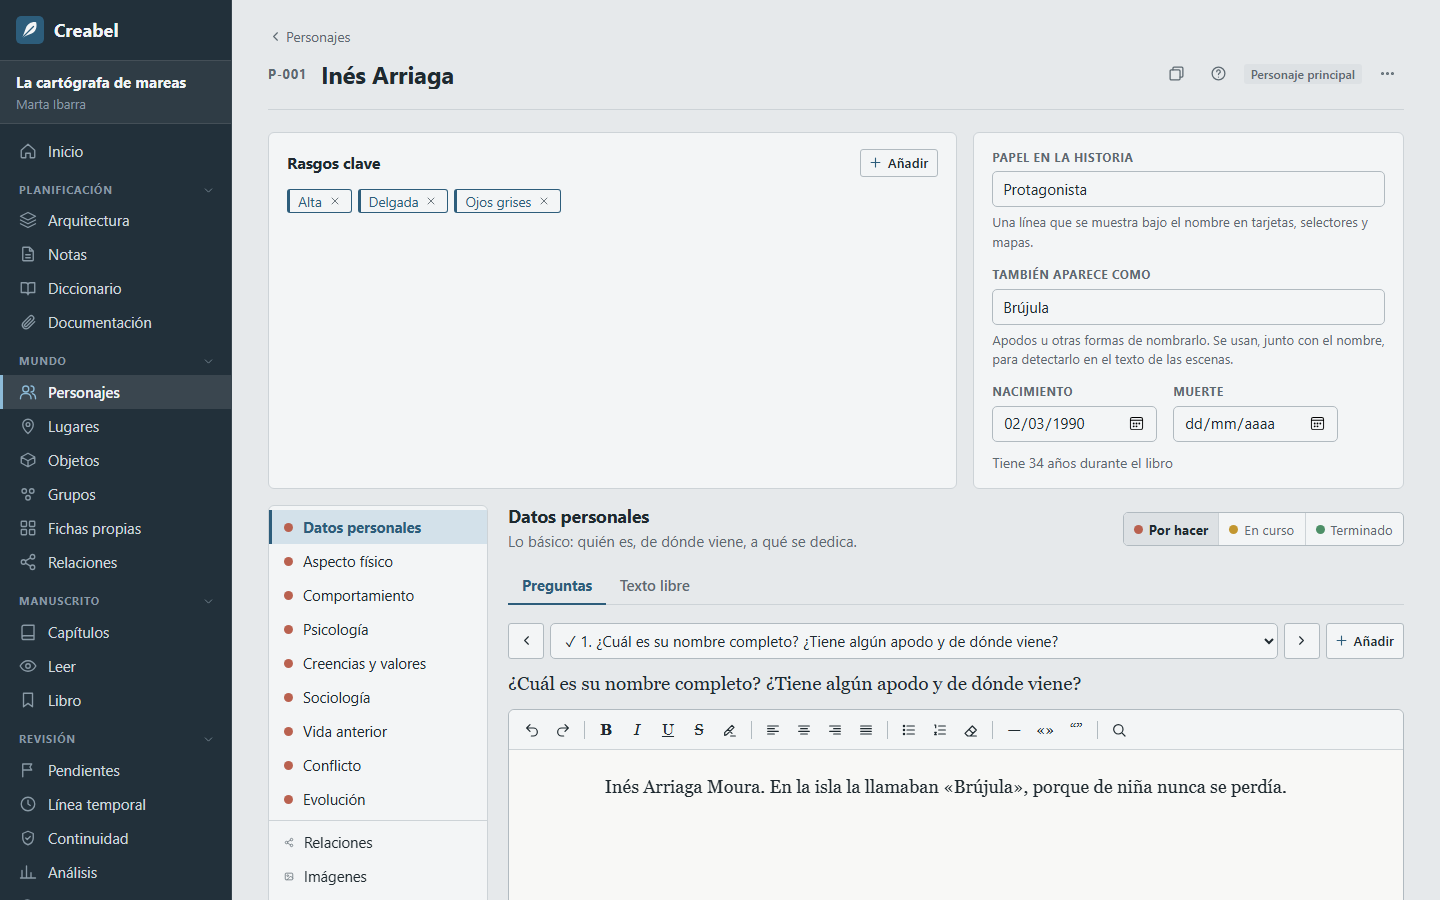 Creabel
La cartógrafa de mareas
Marta Ibarra
Inicio
PLANIFICACIÓN
Arquitectura
Notas
Diccionario
Documentación
MUNDO
Personajes
Lugares
Objetos
Grupos
Fichas propias
Relaciones
MANUSCRITO
Capítulos
Leer
Libro
REVISIÓN
Pendientes
Línea temporal
Continuidad
Análisis
Personajes
P-001 Inés Arriaga
Personaje principal
Rasgos clave
Añadir
Alta
Delgada
Ojos grises
PAPEL EN LA HISTORIA
Protagonista
Una línea que se muestra bajo el nombre en tarjetas, selectores y
mapas.
TAMBIÉN APARECE COMO
Brújula
Apodos u otras formas de nombrarlo. Se usan, junto con el nombre,
para detectarlo en el texto de las escenas.
NACIMIENTO MUERTE
02/03/1990 dd/mm/aaaa
Tiene 34 años durante el libro
Datos personales
Aspecto físico
Comportamiento
Psicología
Creencias y valores
Sociología
Vida anterior
Conflicto
Evolución
Relaciones
Imágenes
Datos personales
Lo básico: quién es, de dónde viene, a qué se dedica.
Por hacer En curso Terminado
Preguntas Texto libre
✓ 1. ¿Cuál es su nombre completo? ¿Tiene algún apodo y de dónde viene?
Añadir
¿Cuál es su nombre completo? ¿Tiene algún apodo y de dónde viene?
B I U S — «» “”
Inés Arriaga Moura. En la isla la llamaban «Brújula», porque de niña nunca se perdía.